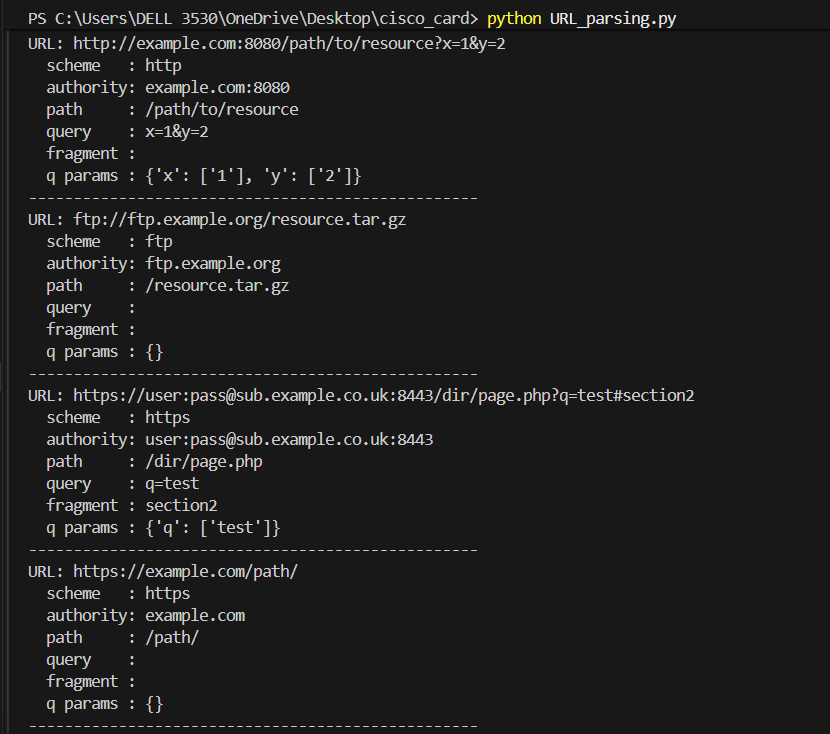 PS C:\Users\DELL 3530\OneDrive\Desktop\cisco_card> python URL_parsing.py
URL: http://example.com:8080/path/to/resource?x=1&y=2
  scheme   : http
  authority: example.com:8080
  path     : /path/to/resource
  query    : x=1&y=2
  fragment :
  q params : {'x': ['1'], 'y': ['2']}
--------------------------------------------------
URL: ftp://ftp.example.org/resource.tar.gz
  scheme   : ftp
  authority: ftp.example.org
  path     : /resource.tar.gz
  query    :
  fragment :
  q params : {}
--------------------------------------------------
URL: https://user:pass@sub.example.co.uk:8443/dir/page.php?q=test#section2
  scheme   : https
  authority: user:pass@sub.example.co.uk:8443
  path     : /dir/page.php
  query    : q=test
  fragment : section2
  q params : {'q': ['test']}
--------------------------------------------------
URL: https://example.com/path/
  scheme   : https
  authority: example.com
  path     : /path/
  query    :
  fragment :
  q params : {}
--------------------------------------------------